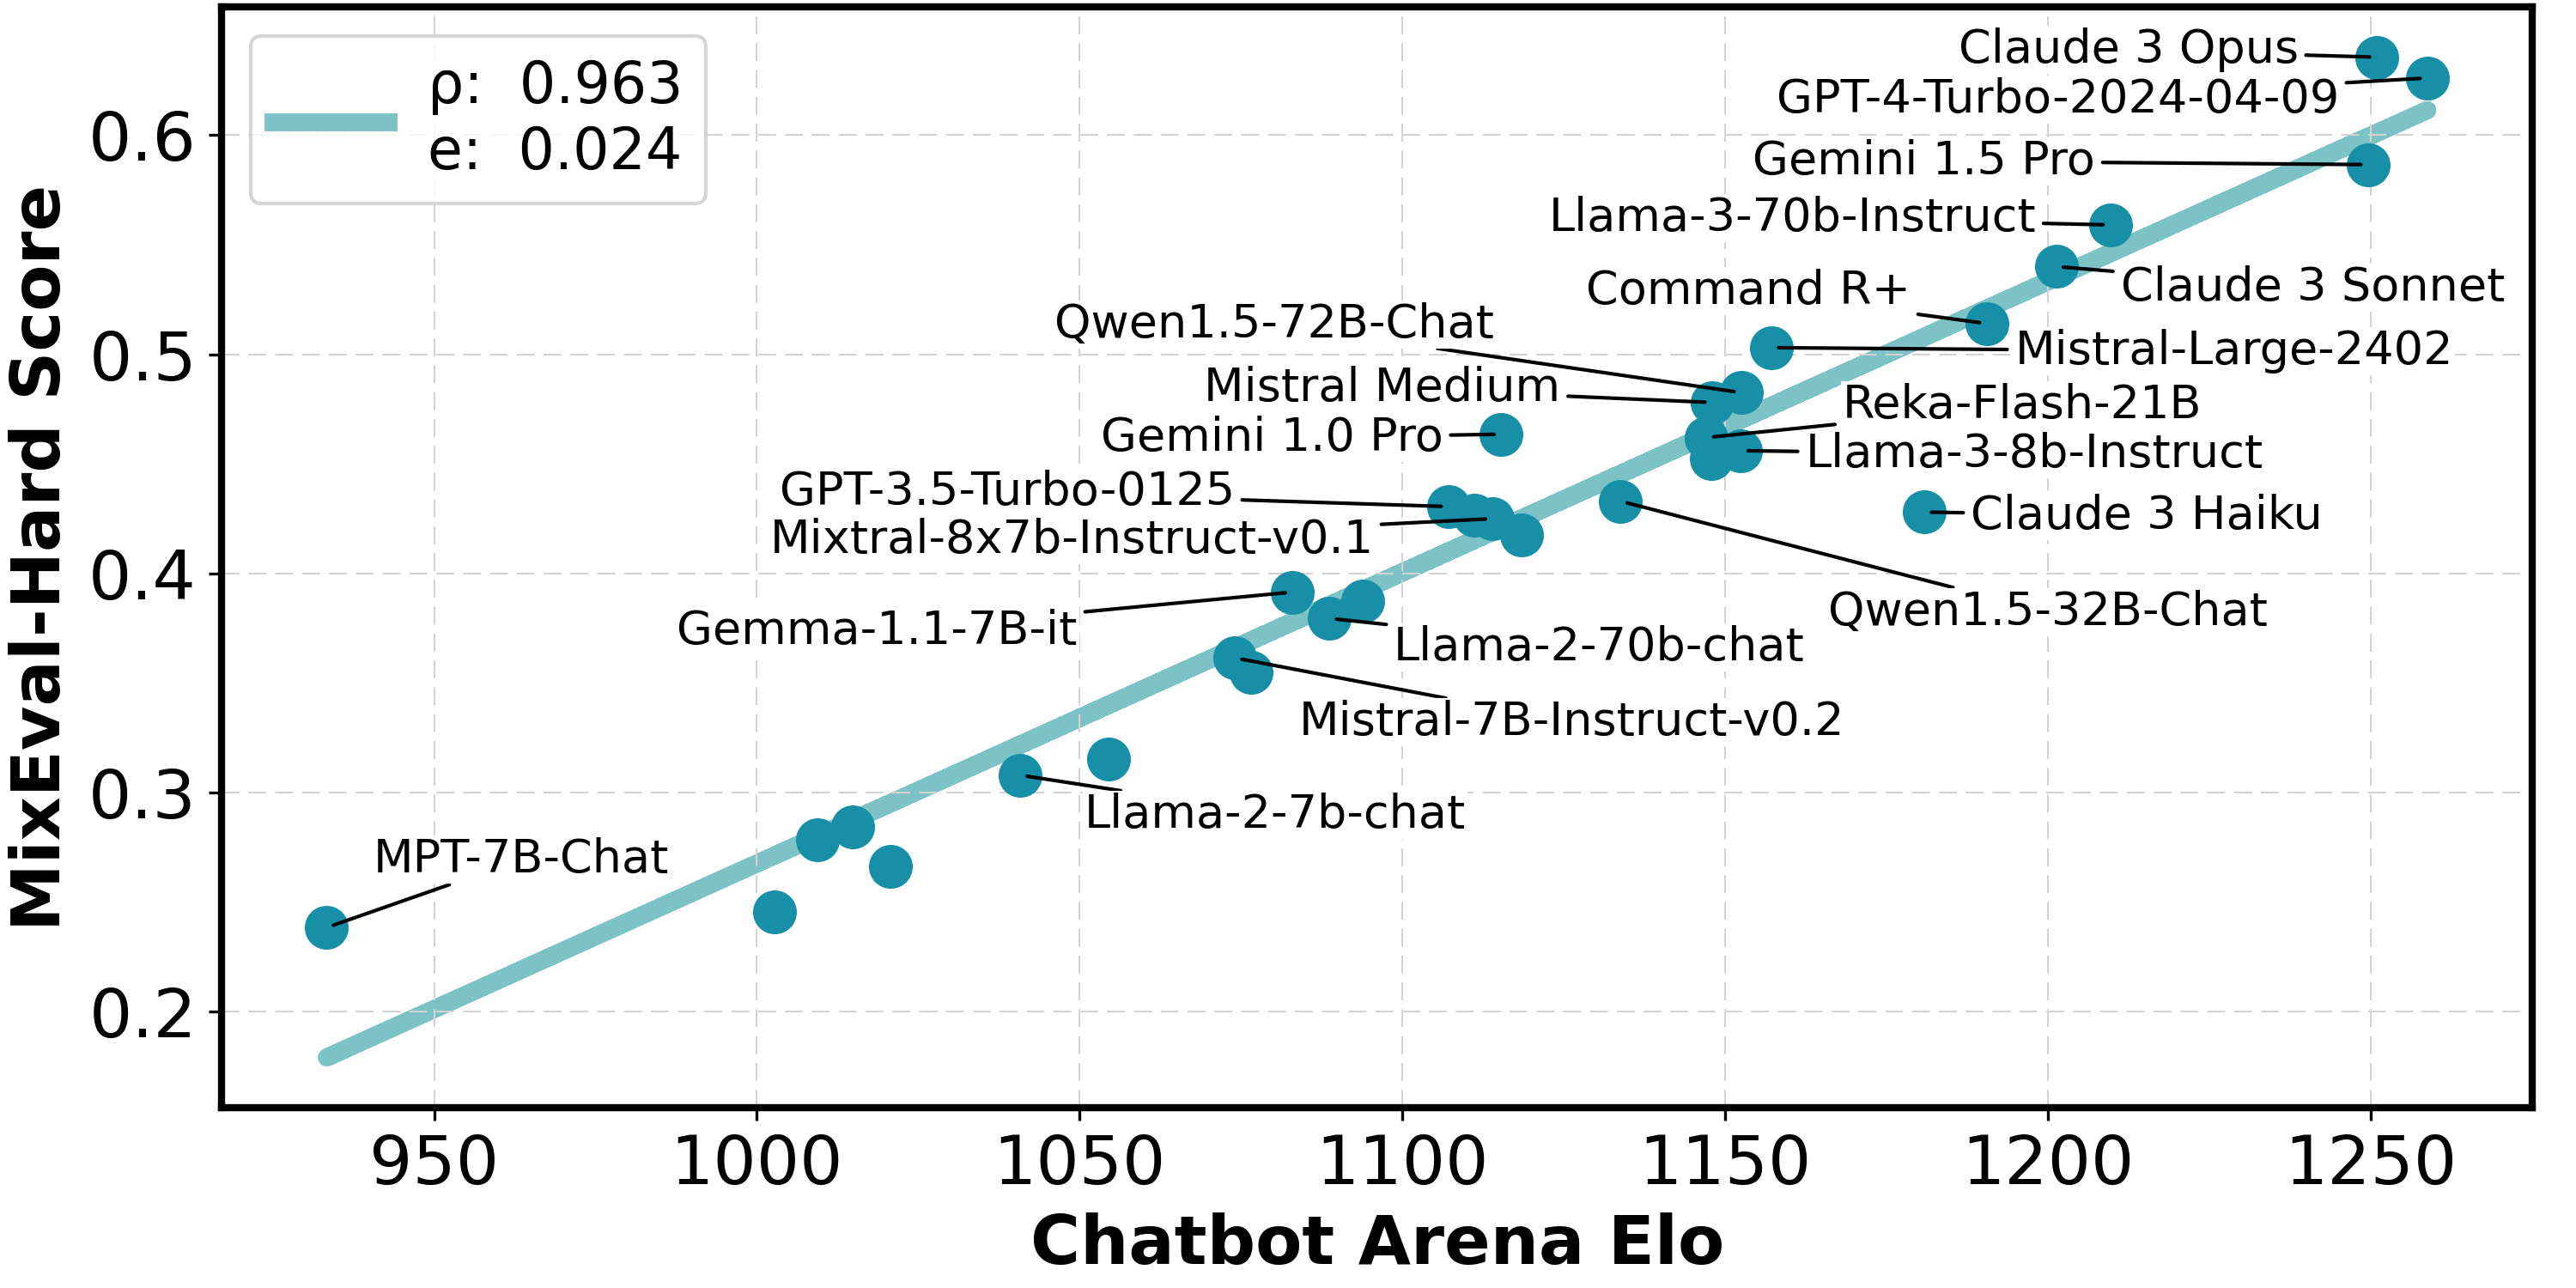 ρ: 0.963
e: 0.024
Claude 3 Opus
GPT-4-Turbo-2024-04-09
Gemini 1.5 Pro
Llama-3-70b-Instruct
Claude 3 Sonnet
Command R+
Qwen1.5-72B-Chat
Mistral-Large-2402
Mistral Medium
Reka-Flash-21B
Gemini 1.0 Pro
Llama-3-8b-Instruct
GPT-3.5-Turbo-0125
Claude 3 Haiku
Mixtral-8x7b-Instruct-v0.1
Qwen1.5-32B-Chat
Gemma-1.1-7B-it
Llama-2-70b-chat
Mistral-7B-Instruct-v0.2
Llama-2-7b-chat
MPT-7B-Chat
0.6
0.5
0.4
0.3
0.2
MixEval-Hard Score
950 1000 1050 1100 1150 1200 1250
Chatbot Arena Elo